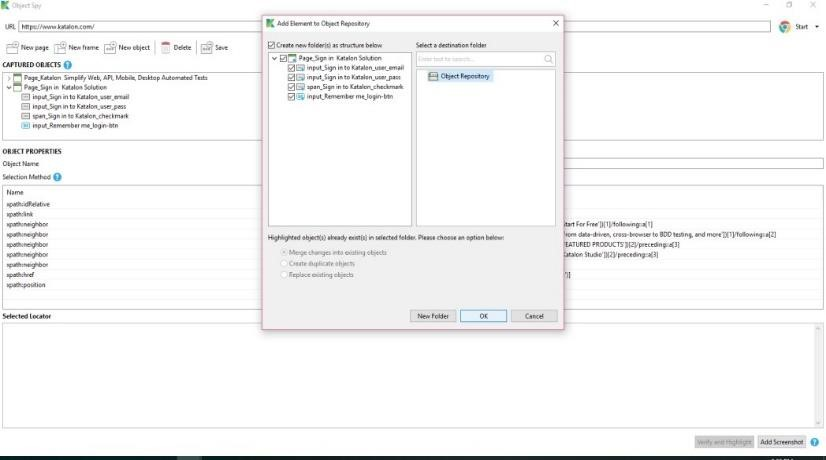 Object Spy
URL https://www.katalon.com/ Start
New page New frame New object Delete Save
CAPTURED OBJECTS
Page_Katalon Simplify Web, API, Mobile, Desktop Automated Tests
Page_Sign in Katalon Solution
input_Sign in to Katalon_user_email
input_Sign in to Katalon_user_pass
span_Sign in to Katalon_checkmark
input_Remember me_login-btn
OBJECT PROPERTIES
Object Name
Selection Method
Name
xpath:idRelative
xpath:link
xpath:neighbor
xpath:neighbor
xpath:neighbor
xpath:neighbor
xpath:neighbor
xpath:href
xpath:position
tart For Free'])[1]/following::a[1]
from data-driven, cross-browser to BDD testing, and more'])[1]/following::a[2]
FEATURED PRODUCTS'])[2]/preceding::a[3]
Katalon Studio'])[2]/preceding::a[3]
')]
Selected Locator
Verify and Highlight Add Screenshot
Add Element to Object Repository
Create new folder(s) as structure below
Page_Sign in Katalon Solution
input_Sign in to Katalon_user_email
input_Sign in to Katalon_user_pass
span_Sign in to Katalon_checkmark
input_Remember me_login-btn
Select a destination folder
Enter text to search...
Object Repository
Highlighted object(s) already exist(s) in selected folder. Please choose an option below:
Merge changes into existing objects
Create duplicate objects
Replace existing objects
New Folder OK Cancel